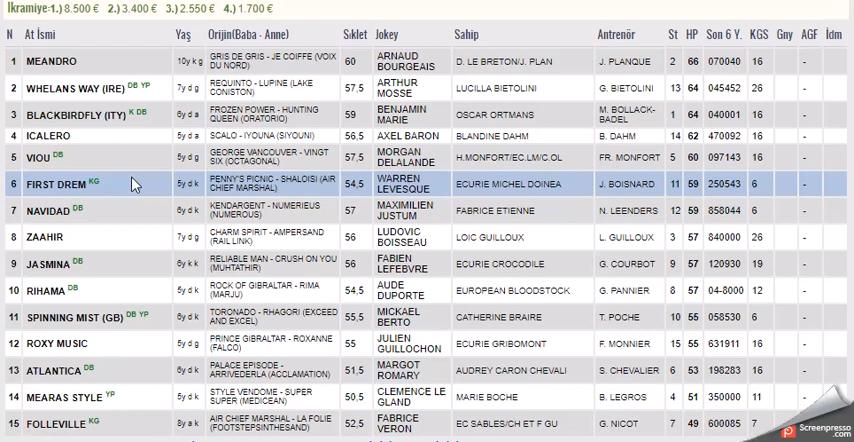 İkramiye:1.) 8.500 € 2.) 3.400 € 3.) 2.550 € 4.) 1.700 €
N At İsmi Yaş Orijin(Baba - Anne) Sıklet Jokey Sahip Antrenör St HP Son 6 Y. KGS Gny AGF İdm
1 MEANDRO 10y k g GRIS DE GRIS - JE COIFFE (VOIX DU NORD) 60 ARNAUD BOURGEAIS D. LE BRETON/J. PLAN J. PLANQUE 2 66 070040 16 -
2 WHELANS WAY (IRE) DB YP 7y d g REQUINTO - LUPINE (LAKE CONISTON) 57,5 ARTHUR MOSSE LUCILLA BIETOLINI G. BIETOLINI 13 64 045452 26 -
3 BLACKBIRDFLY (ITY) K DB 6y d a FROZEN POWER - HUNTING QUEEN (ORATORIO) 59 BENJAMIN MARIE OSCAR ORTMANS M. BOLLACK-BADEL 1 64 040001 16 -
4 ICALERO 5y d a SCALO - IYOUNA (SIYOUNI) 56,5 AXEL BARON BLANDINE DAHM B. DAHM 14 62 470092 16 -
5 VIOU DB 5y d g GEORGE VANCOUVER - VINGT SIX (OCTAGONAL) 57,5 MORGAN DELALANDE H.MONFORT/EC.LM/C.OL FR. MONFORT 5 60 097143 16 -
6 FIRST DREM KG 5y d k PENNY'S PICNIC - SHALOISI (AIR CHIEF MARSHAL) 54,5 WARREN LEVESQUE ECURIE MICHEL DOINEA J. BOISNARD 11 59 250543 6 -
7 NAVIDAD DB 6y d k KENDARGENT - NUMERIEUS (NUMEROUS) 57 MAXIMILIEN JUSTUM FABRICE ETIENNE N. LEENDERS 12 59 858044 6 -
8 ZAAHIR 7y d g CHARM SPIRIT - AMPERSAND (RAIL LINK) 56 LUDOVIC BOISSEAU LOIC GUILLOUX L. GUILLOUX 3 57 840000 26 -
9 JASMINA DB 6y k k RELIABLE MAN - CRUSH ON YOU (MUHTATHIR) 56 FABIEN LEFEBVRE ECURIE CROCODILE G. COURBOT 9 57 120930 19 -
10 RIHAMA DB 5y d k ROCK OF GIBRALTAR - RIMA (MARJU) 54,5 AUDE DUPORTE EUROPEAN BLOODSTOCK G. PANNIER 8 57 04-8000 12 -
11 SPINNING MIST (GB) DB YP 6y d k TORONADO - RHAGORI (EXCEED AND EXCEL) 55,5 MICKAEL BERTO CATHERINE BRAIRE T. POCHE 10 55 058530 6 -
12 ROXY MUSIC 5y d g PRINCE GIBRALTAR - ROXANNE (FALCO) 55 JULIEN GUILLOCHON ECURIE GRIBOMONT F. MONNIER 15 55 631911 16 -
13 ATLANTICA DB 6y d k PALACE EPISODE - ARRIVEDERLA (ACCLAMATION) 51,5 MARGOT ROMARY AUDREY CARON CHEVALI S. CHEVALIER 6 53 198283 16 -
14 MEARAS STYLE YP 5y d k STYLE VENDOME - SUPER SUPER (MEDICEAN) 50,5 CLEMENCE LE GLAND MARIE BOCHE B. LEGROS 4 51 350000 11 -
15 FOLLEVILLE KG 8y a k AIR CHIEF MARSHAL - LA FOLIE (FOOTSTEPSINTHESAND) 52,5 FABRICE VERON EC SABLES/CH ET F GU G. NICOT 7 49 600085 7 -
Screenpresso
.com